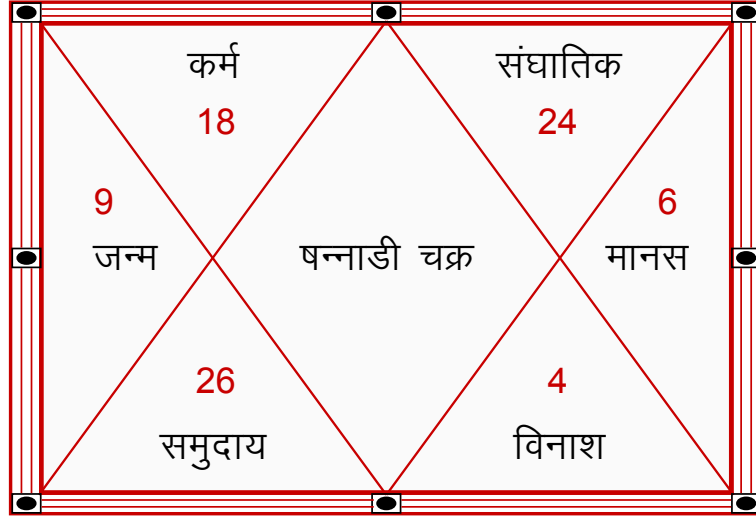 कर्म
18
संघातिक
24
9
जन्म
षन्नाडी चक्र
6
मानस
26
समुदाय
4
विनाश